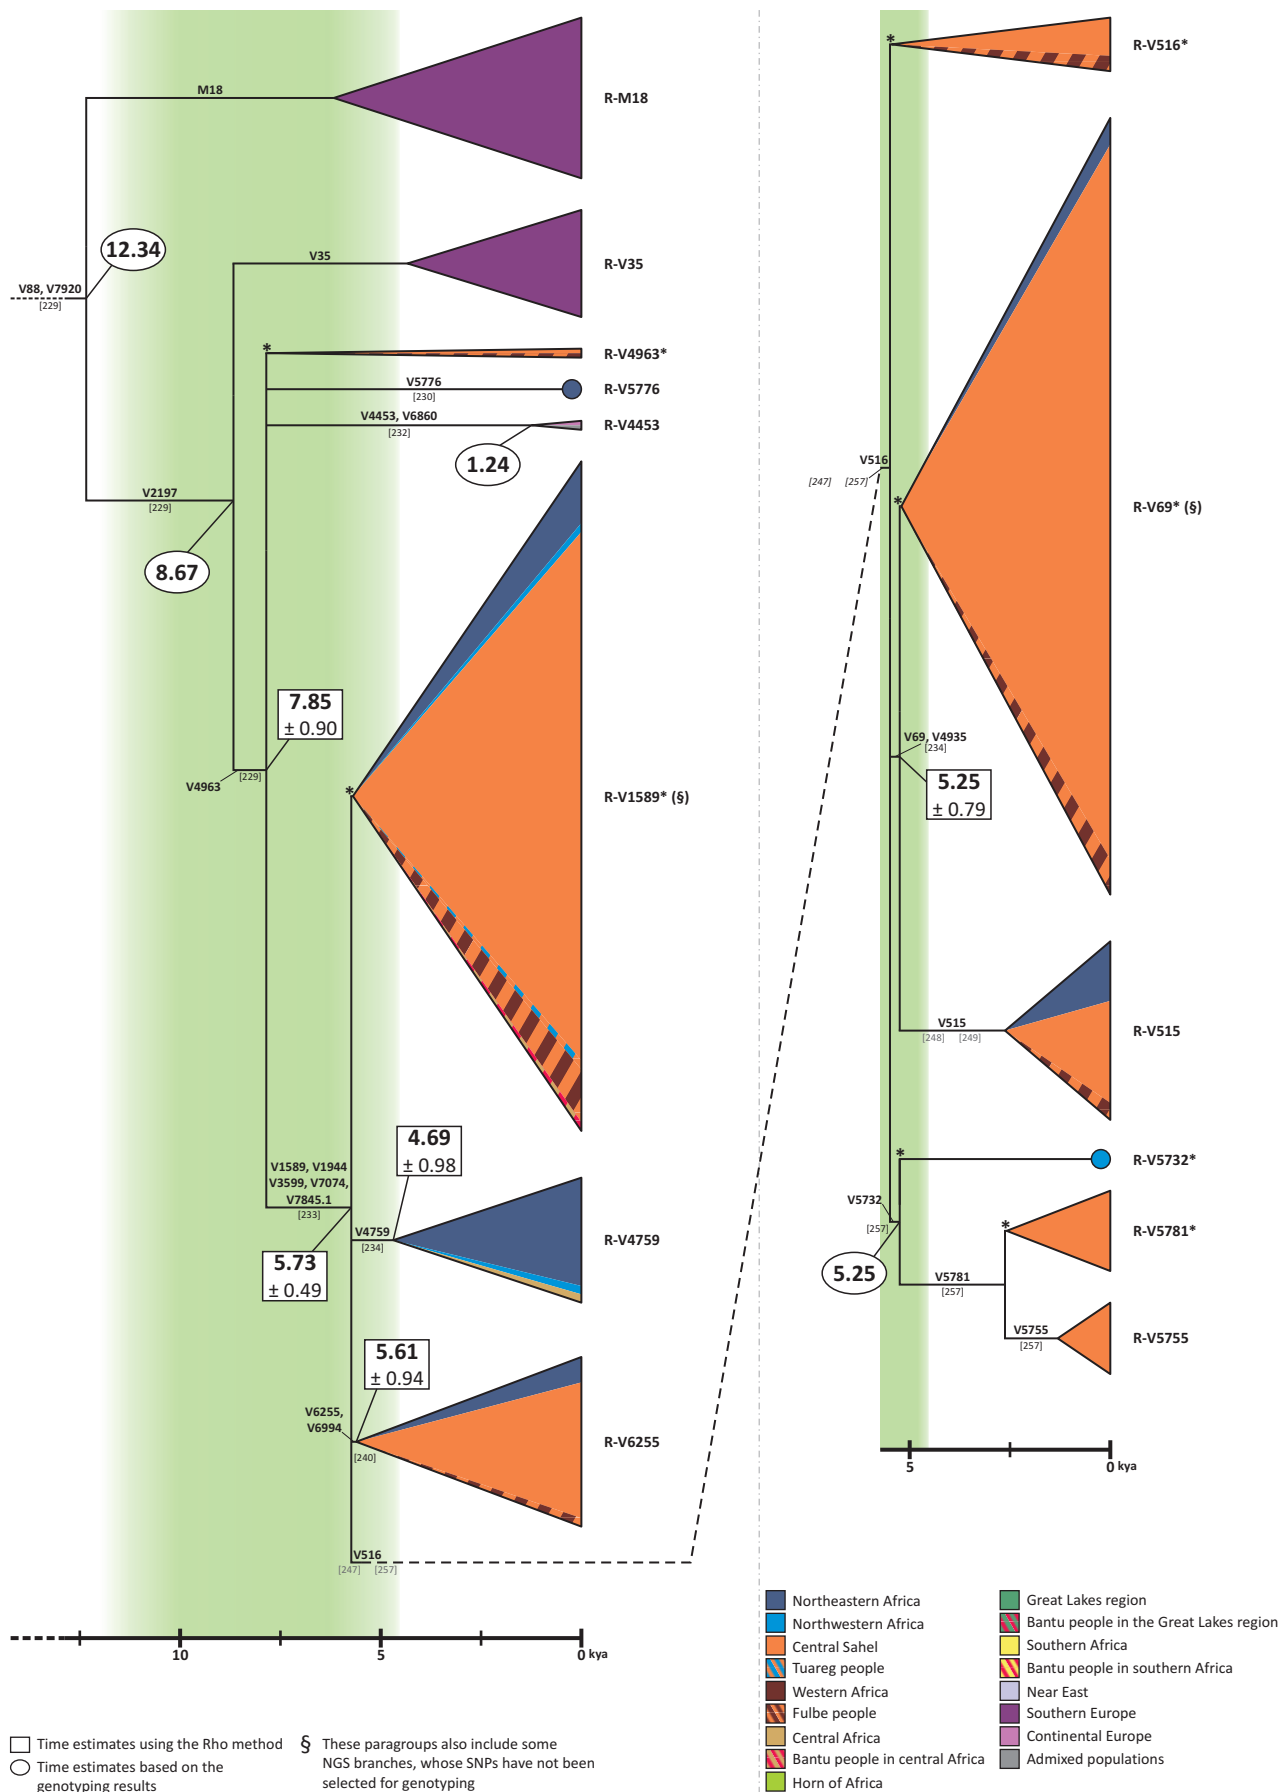 M18
R-M18
12.34
V88, V7920
[229]
V35
R-V35
*
R-V4963*
V5776
[230]
R-V5776
V4453, V6860
[232]
R-V4453
1.24
V2197
[229]
8.67
7.85
± 0.90
V4963
[229]
*
R-V1589* (§)
V1589, V1944
V3599, V7074,
V7845.1
[233]
5.73
± 0.49
4.69
± 0.98
V4759
[234]
R-V4759
5.61
± 0.94
V6255,
V6994
[240]
R-V6255
V516
[247] [257]
10
5
0 kya
*
R-V516*
V516
[247] [257]
*
R-V69* (§)
V69, V4935
[234]
5.25
± 0.79
V515
[248] [249]
R-V515
*
R-V5732*
V5732
[257]
5.25
*
R-V5781*
V5781
[257]
V5755
[257]
R-V5755
5
0 kya
Time estimates using the Rho method
Time estimates based on the
genotyping results
§ These paragroups also include some
NGS branches, whose SNPs have not been
selected for genotyping
Northeastern Africa
Northwestern Africa
Central Sahel
Tuareg people
Western Africa
Fulbe people
Central Africa
Bantu people in central Africa
Horn of Africa
Great Lakes region
Bantu people in the Great Lakes region
Southern Africa
Bantu people in southern Africa
Near East
Southern Europe
Continental Europe
Admixed populations